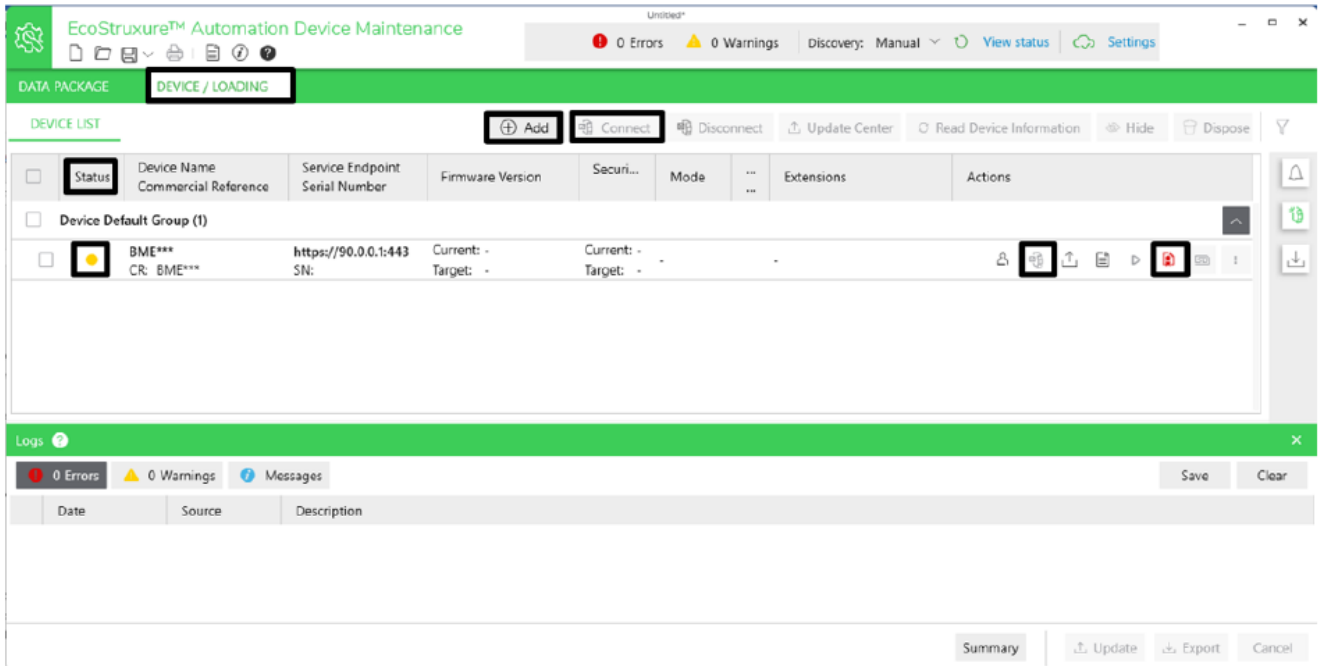 Untitled*
EcoStruxure™ Automation Device Maintenance
0 Errors 0 Warnings Discovery: Manual View status Settings
DATA PACKAGE DEVICE / LOADING
DEVICE LIST
Add Connect Disconnect Update Center Read Device Information Hide Dispose
Status Device Name Service Endpoint Firmware Version Securi... Mode ... Extensions Actions
Commercial Reference Serial Number ...
Device Default Group (1)
BME*** https://90.0.0.1:443 Current: - Current: - - -
CR: BME*** SN: Target: - Target: -
Logs ?
0 Errors 0 Warnings Messages Save Clear
Date Source Description
Summary Update Export Cancel